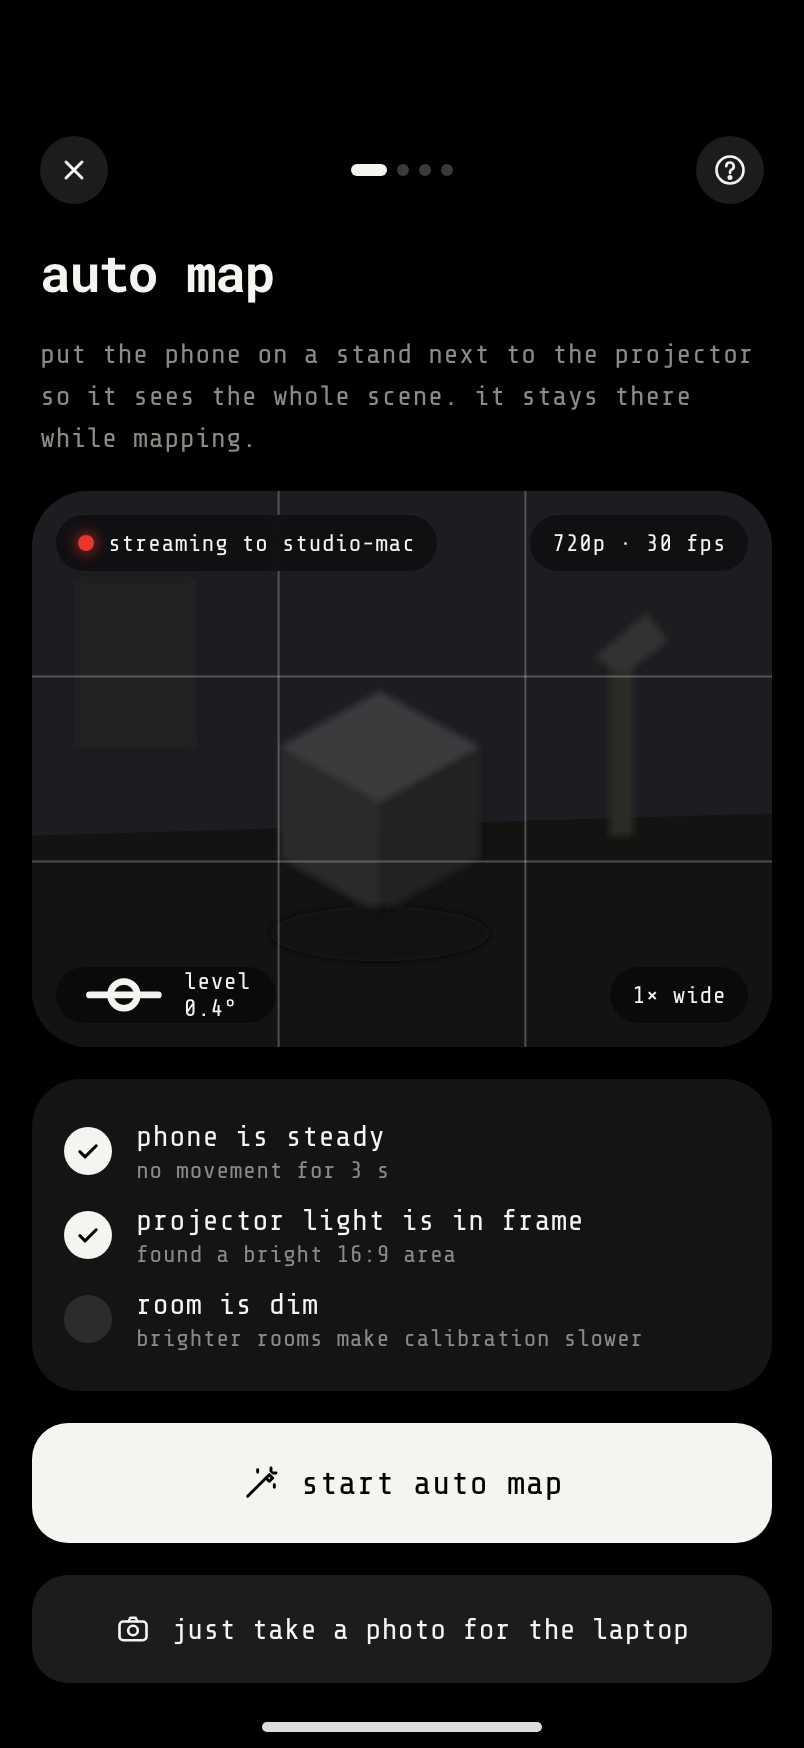 auto map
put the phone on a stand next to the projector
so it sees the whole scene. it stays there
while mapping.
streaming to studio-mac
720p · 30 fps
level
0.4°
1× wide
phone is steady
no movement for 3 s
projector light is in frame
found a bright 16:9 area
room is dim
brighter rooms make calibration slower
start auto map
just take a photo for the laptop